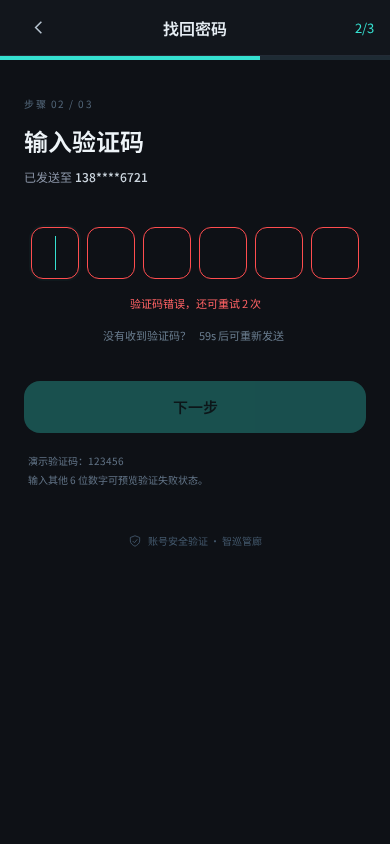 找回密码
2/3
步骤 02 / 03
输入验证码
已发送至 138****6721
验证码错误，还可重试 2 次
没有收到验证码? 59s 后可重新发送
下一步
演示验证码：123456
输入其他 6 位数字可预览验证失败状态。
账号安全验证 · 智巡管廊